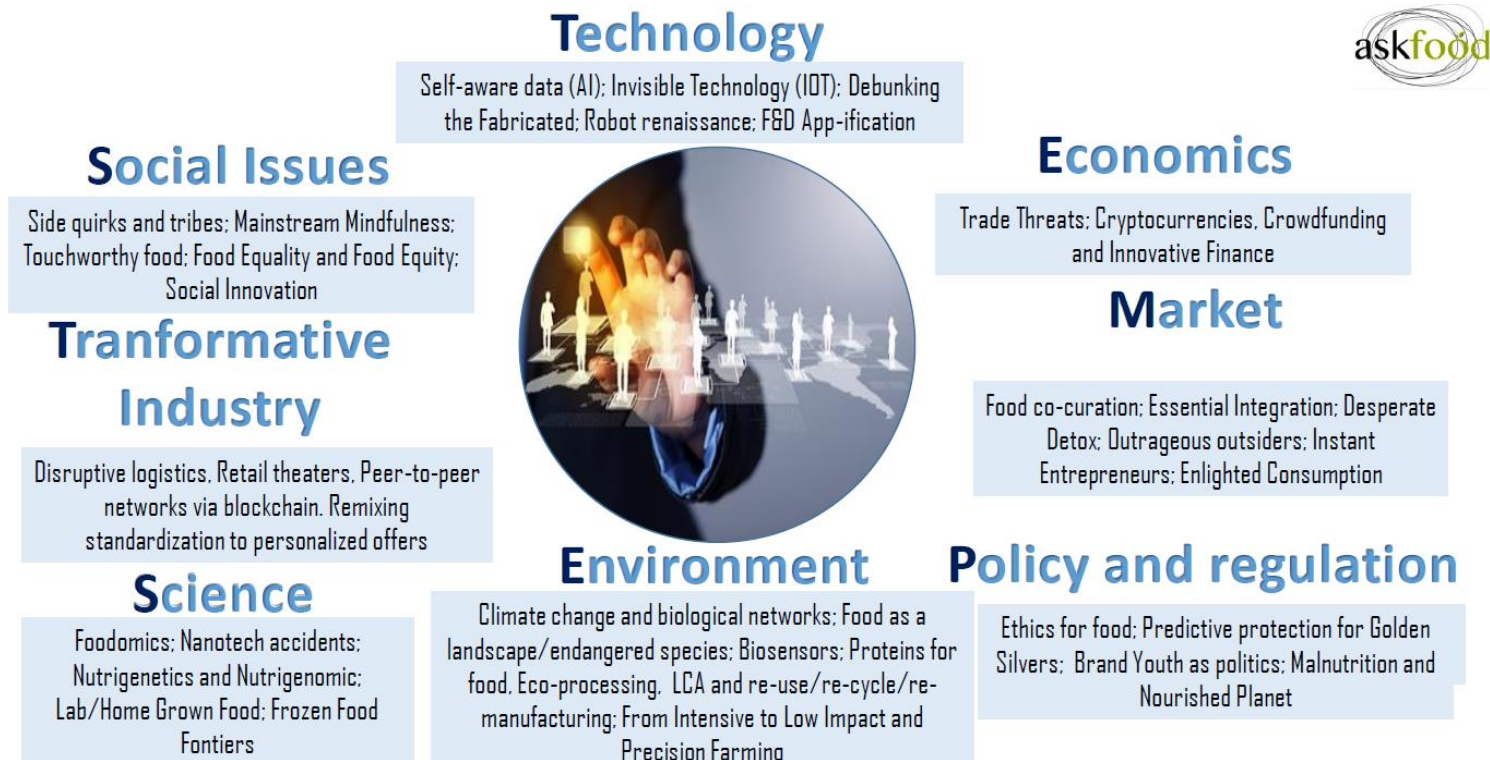 Technology
Self-aware data (AI); Invisible Technology (IOT); Debunking
the Fabricated; Robot renaissance; F&D App-ification
askfood
Social Issues
Side quirks and tribes; Mainstream Mindfulness;
Touchworthy food; Food Equality and Food Equity;
Social Innovation
Economics
Trade Threats; Cryptocurrencies, Crowdfunding
and Innovative Finance
Tranformative
Industry
Disruptive logistics, Retail theaters, Peer-to-peer
networks via blockchain. Remixing
standardization to personalized offers
Market
Food co-curation; Essential Integration; Desperate
Detox; Outrageous outsiders; Instant
Entrepreneurs; Enlighted Consumption
Science
Foodomics; Nanotech accidents;
Nutrigenetics and Nutrigenomic;
Lab/Home Grown Food; Frozen Food
Fontiers
Environment
Climate change and biological networks; Food as a
landscape/endangered species; Biosensors; Proteins for
food, Eco-processing, LCA and re-use/re-cycle/re-
manufacturing; From Intensive to Low Impact and
Precision Farming
Policy and regulation
Ethics for food; Predictive protection for Golden
Silvers; Brand Youth as politics; Malnutrition and
Nourished Planet